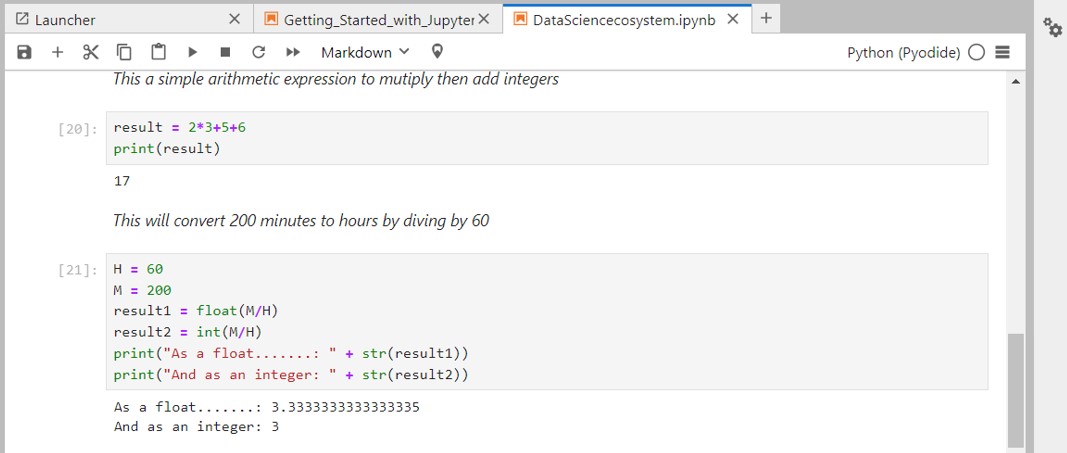 Launcher
Getting_Started_with_Jupyter
DataSciencecosystem.ipynb
Markdown
Python (Pyodide)
This a simple arithmetic expression to mutiply then add integers
[20]:
result = 2*3+5+6
print(result)
17
This will convert 200 minutes to hours by diving by 60
[21]:
H = 60
M = 200
result1 = float(M/H)
result2 = int(M/H)
print("As a float.......: " + str(result1))
print("And as an integer: " + str(result2))
As a float.......: 3.3333333333333335
And as an integer: 3